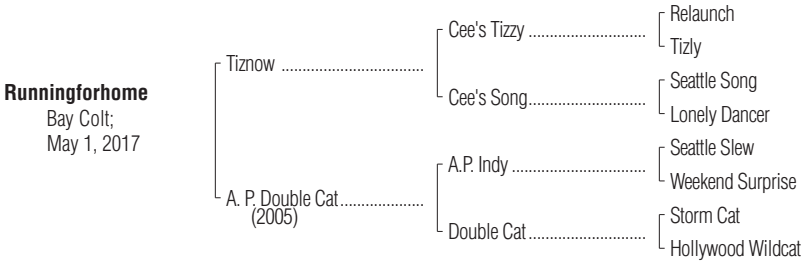 Runningforhome
Bay Colt;
May 1, 2017
Tiznow ..................................
A. P. Double Cat....................
(2005)
Cee's Tizzy ............................
Cee's Song............................
A.P. Indy ................................
Double Cat............................
Relaunch
Tizly
Seattle Song
Lonely Dancer
Seattle Slew
Weekend Surprise
Storm Cat
Hollywood Wildcat